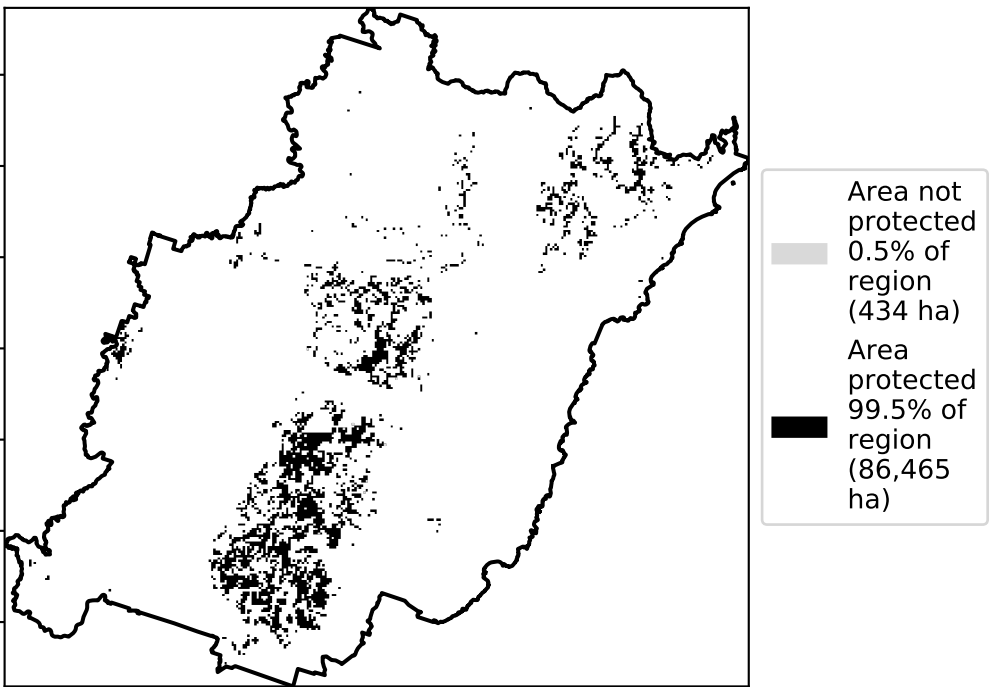 Area not
protected
0.5% of
region
(434 ha)
Area
protected
99.5% of
region
(86,465
ha)